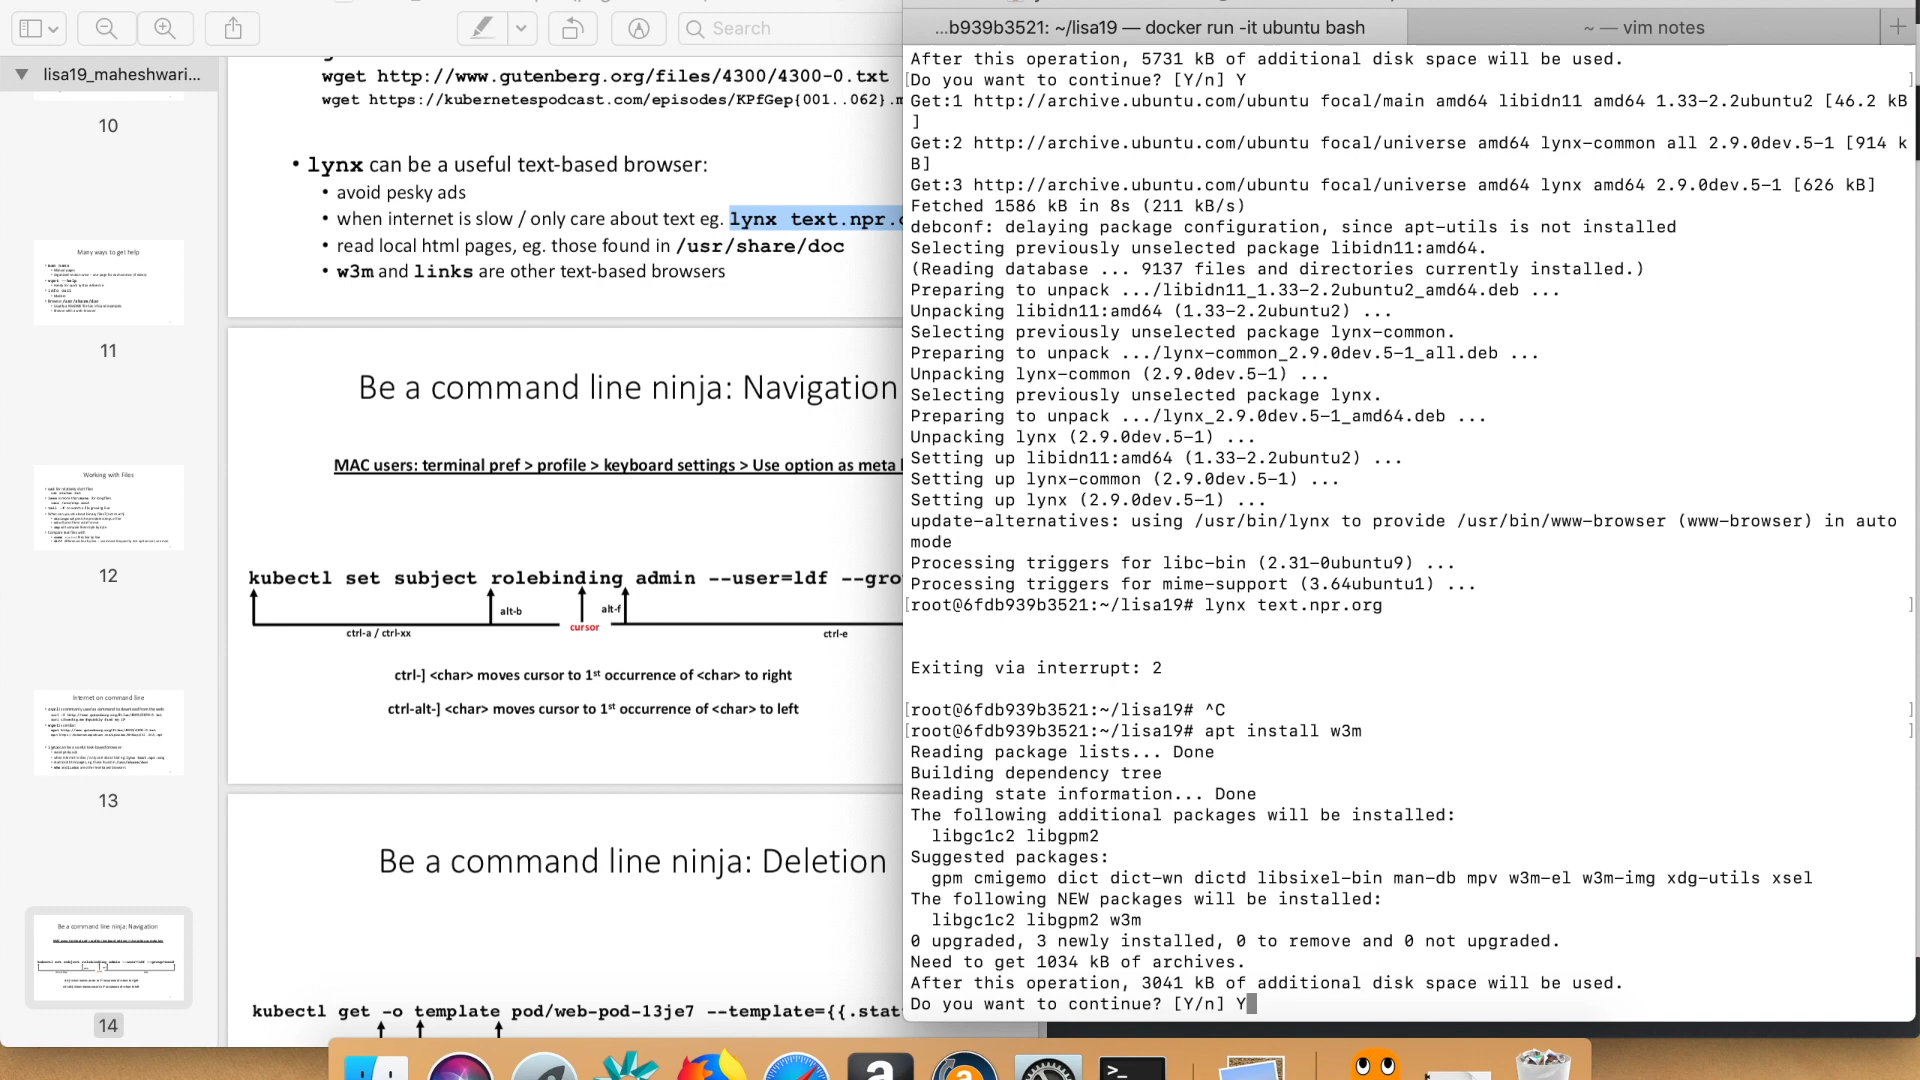 Search
lisa19_maheshwari...
10
Many ways to get help
11
Working with Files
12
Internet on command line
13
Be a command line ninja: Navigation
14
wget http://www.gutenberg.org/files/4300/4300-0.txt
wget https://kubernetespodcast.com/episodes/KPfGep{001..062}.m
• lynx can be a useful text-based browser:
• avoid pesky ads
• when internet is slow / only care about text eg. lynx text.npr.o
• read local html pages, eg. those found in /usr/share/doc
• w3m and links are other text-based browsers
Be a command line ninja: Navigation
MAC users: terminal pref > profile > keyboard settings > Use option as meta
kubectl set subject rolebinding admin --user=ldf --gro
alt-b
alt-f
cursor
ctrl-a / ctrl-xx
ctrl-e
ctrl-] <char> moves cursor to 1st occurrence of <char> to right
ctrl-alt-] <char> moves cursor to 1st occurrence of <char> to left
Be a command line ninja: Deletion
kubectl get -o template pod/web-pod-13je7 --template={{.stat
...b939b3521: ~/lisa19 — docker run -it ubuntu bash
~ — vim notes
After this operation, 5731 kB of additional disk space will be used.
[Do you want to continue? [Y/n] Y ]
Get:1 http://archive.ubuntu.com/ubuntu focal/main amd64 libidn11 amd64 1.33-2.2ubuntu2 [46.2 kB
]
Get:2 http://archive.ubuntu.com/ubuntu focal/universe amd64 lynx-common all 2.9.0dev.5-1 [914 k
B]
Get:3 http://archive.ubuntu.com/ubuntu focal/universe amd64 lynx amd64 2.9.0dev.5-1 [626 kB]
Fetched 1586 kB in 8s (211 kB/s)
debconf: delaying package configuration, since apt-utils is not installed
Selecting previously unselected package libidn11:amd64.
(Reading database ... 9137 files and directories currently installed.)
Preparing to unpack .../libidn11_1.33-2.2ubuntu2_amd64.deb ...
Unpacking libidn11:amd64 (1.33-2.2ubuntu2) ...
Selecting previously unselected package lynx-common.
Preparing to unpack .../lynx-common_2.9.0dev.5-1_all.deb ...
Unpacking lynx-common (2.9.0dev.5-1) ...
Selecting previously unselected package lynx.
Preparing to unpack .../lynx_2.9.0dev.5-1_amd64.deb ...
Unpacking lynx (2.9.0dev.5-1) ...
Setting up libidn11:amd64 (1.33-2.2ubuntu2) ...
Setting up lynx-common (2.9.0dev.5-1) ...
Setting up lynx (2.9.0dev.5-1) ...
update-alternatives: using /usr/bin/lynx to provide /usr/bin/www-browser (www-browser) in auto
mode
Processing triggers for libc-bin (2.31-0ubuntu9) ...
Processing triggers for mime-support (3.64ubuntu1) ...
[root@6fdb939b3521:~/lisa19# lynx text.npr.org ]
Exiting via interrupt: 2
[root@6fdb939b3521:~/lisa19# ^C ]
[root@6fdb939b3521:~/lisa19# apt install w3m ]
Reading package lists... Done
Building dependency tree
Reading state information... Done
The following additional packages will be installed:
libgc1c2 libgpm2
Suggested packages:
gpm cmigemo dict dict-wn dictd libsixel-bin man-db mpv w3m-el w3m-img xdg-utils xsel
The following NEW packages will be installed:
libgc1c2 libgpm2 w3m
0 upgraded, 3 newly installed, 0 to remove and 0 not upgraded.
Need to get 1034 kB of archives.
After this operation, 3041 kB of additional disk space will be used.
Do you want to continue? [Y/n] Y